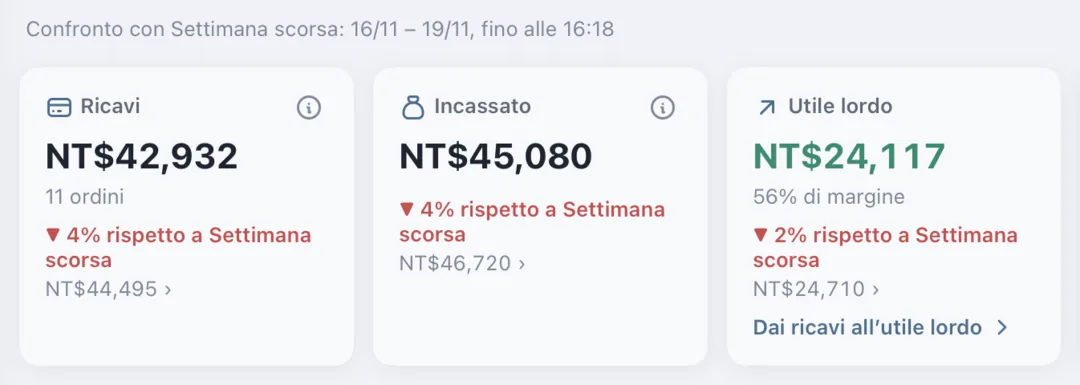 Confronto con Settimana scorsa: 16/11 – 19/11, fino alle 16:18
Ricavi
NT$42,932
11 ordini
▼ 4% rispetto a Settimana
scorsa
NT$44,495 ›
Incassato
NT$45,080
▼ 4% rispetto a Settimana
scorsa
NT$46,720 ›
Utile lordo
NT$24,117
56% di margine
▼ 2% rispetto a Settimana
scorsa
NT$24,710 ›
Dai ricavi all’utile lordo ›